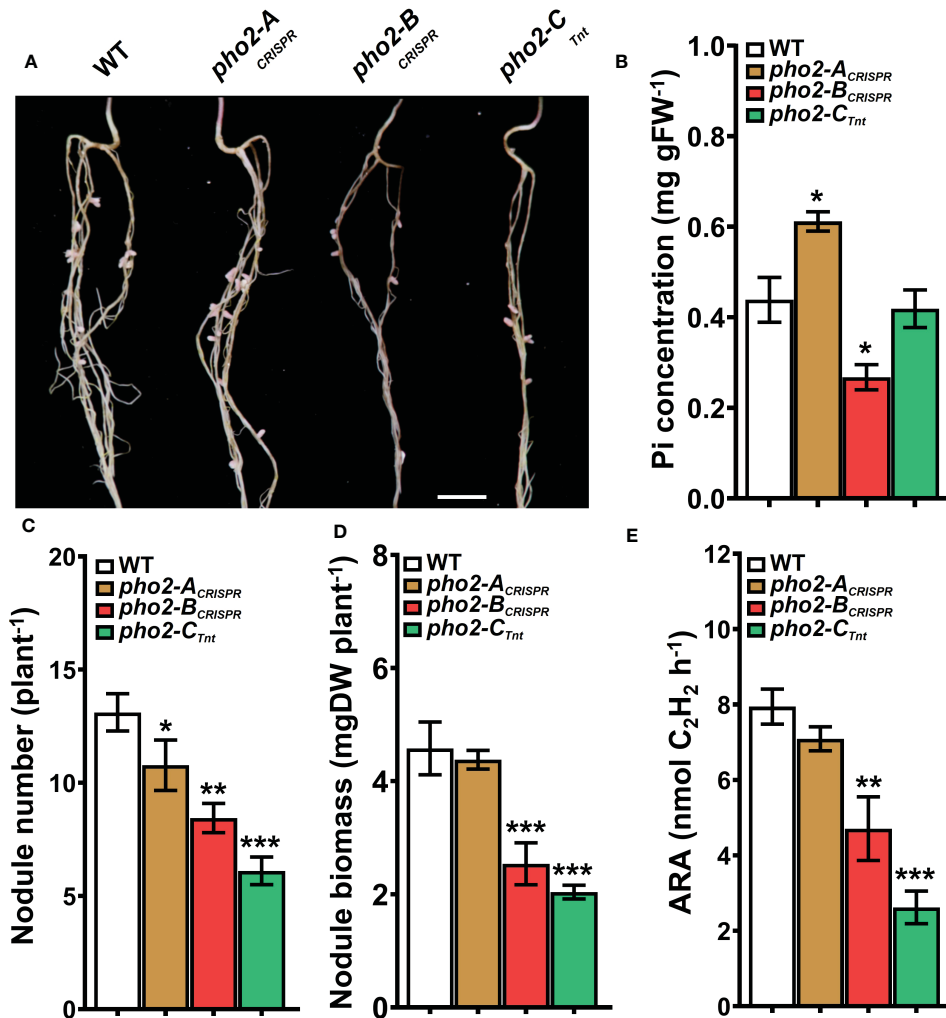 A
WT
pho2-A CRISPR
pho2-B CRISPR
pho2-C Tnt
B
WT
pho2-ACRISPR
pho2-BCRISPR
pho2-CTnt
Pi concentration (mg gFW-1)
1.0
0.8
0.6
0.4
0.2
0.0
*
*
C
WT
pho2-ACRISPR
pho2-BCRISPR
pho2-CTnt
Nodule number (plant-1)
20
15
10
5
0
*
**
***
D
WT
pho2-ACRISPR
pho2-BCRISPR
pho2-CTnt
Nodule biomass (mgDW plant-1)
8
6
4
2
0
***
***
E
WT
pho2-ACRISPR
pho2-BCRISPR
pho2-CTnt
ARA (nmol C2H2 h-1)
12
10
8
6
4
2
0
**
***